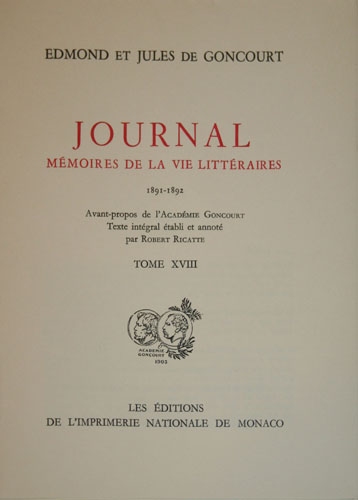 EDMOND ET JULES DE GONCOURT
JOURNAL
MÉMOIRES DE LA VIE LITTÉRAIRES
1891-1892
Avant-propos de l'ACADÉMIE GONCOURT
Texte intégral établi et annoté
par ROBERT RICATTE
TOME XVIII
ACADÉMIE
GONCOURT
1903
LES ÉDITIONS
DE L'IMPRIMERIE NATIONALE DE MONACO